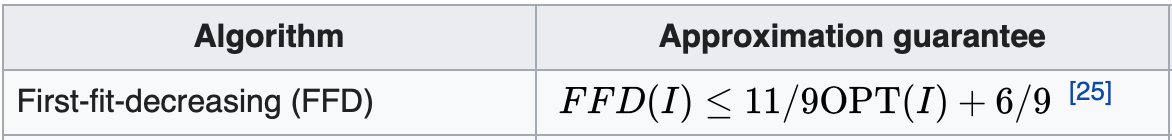 Algorithm Approximation guarantee
First-fit-decreasing (FFD) FFD(I) ≤ 11/9OPT(I) + 6/9 [25]